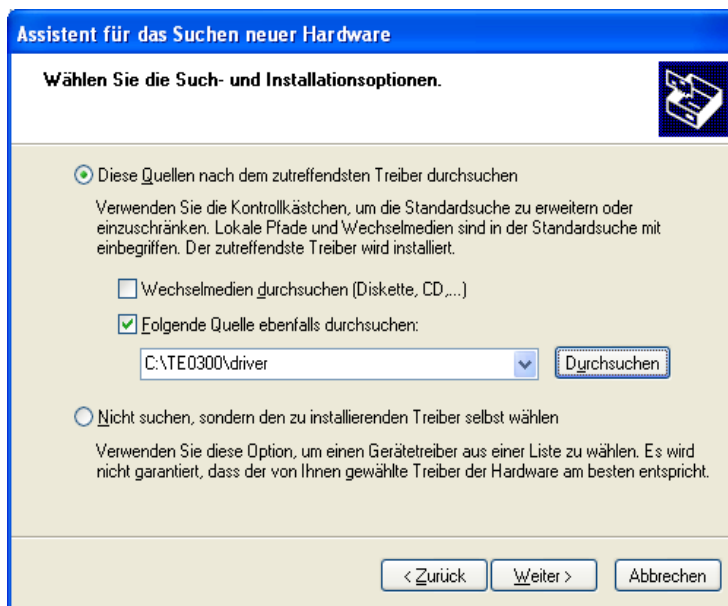 Assistent für das Suchen neuer Hardware
Wählen Sie die Such- und Installationsoptionen.
Diese Quellen nach dem zutreffendsten Treiber durchsuchen
Verwenden Sie die Kontrollkästchen, um die Standardsuche zu erweitern oder
einzuschränken. Lokale Pfade und Wechselmedien sind in der Standardsuche mit
einbegriffen. Der zutreffendste Treiber wird installiert.
Wechselmedien durchsuchen (Diskette, CD,...)
Folgende Quelle ebenfalls durchsuchen:
C:\TE0300\driver
Durchsuchen
Nicht suchen, sondern den zu installierenden Treiber selbst wählen
Verwenden Sie diese Option, um einen Gerätetreiber aus einer Liste zu wählen. Es wird
nicht garantiert, dass der von Ihnen gewählte Treiber der Hardware am besten entspricht.
< Zurück
Weiter >
Abbrechen